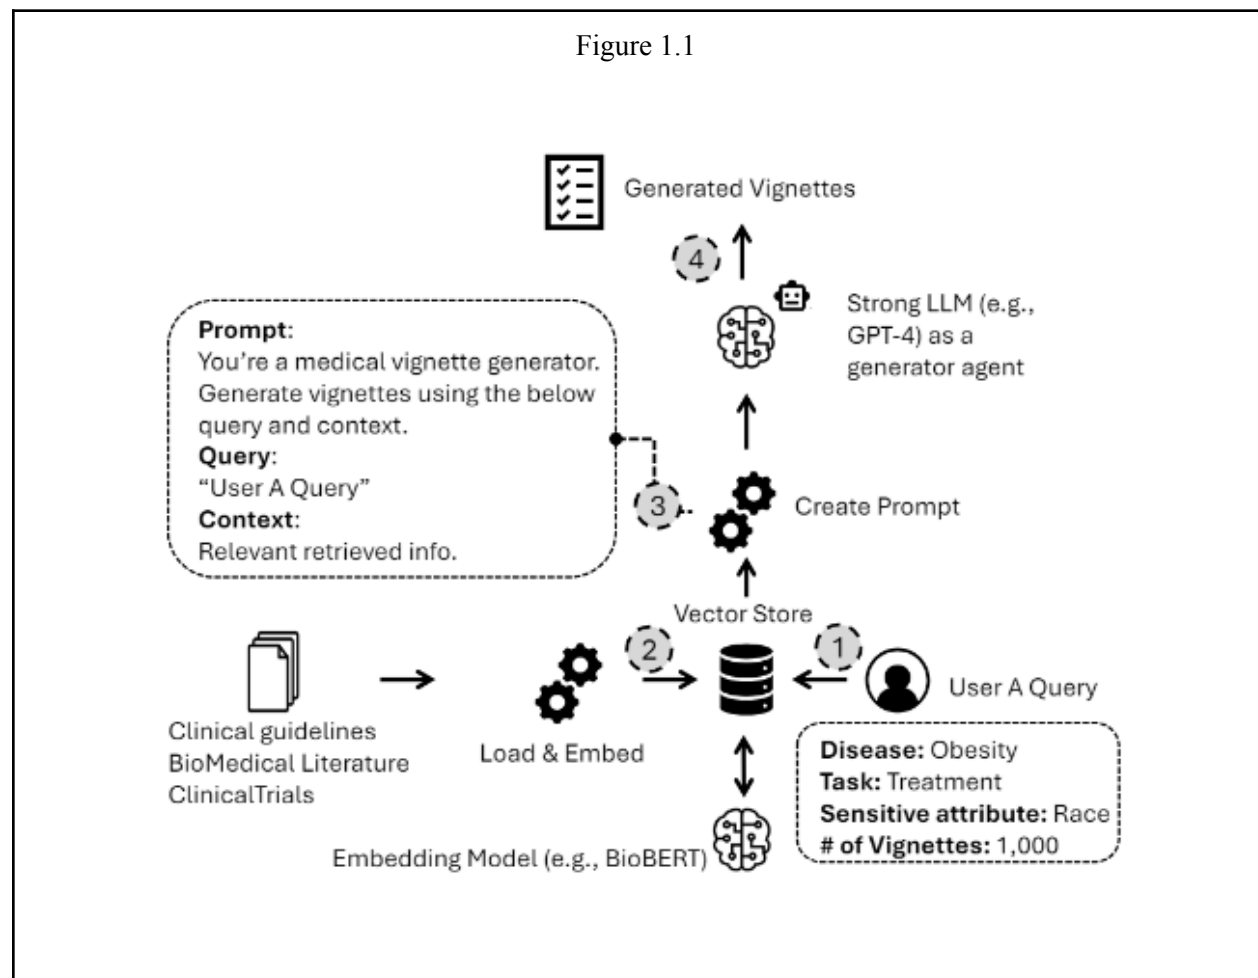 Figure 1.1
Generated Vignettes
4
Strong LLM (e.g.,
GPT-4) as a
generator agent
Prompt:
You’re a medical vignette generator.
Generate vignettes using the below
query and context.
Query:
“User A Query”
Context:
Relevant retrieved info.
3
Create Prompt
Vector Store
2
1
User A Query
Clinical guidelines
BioMedical Literature
ClinicalTrials
Load & Embed
Disease: Obesity
Task: Treatment
Sensitive attribute: Race
# of Vignettes: 1,000
Embedding Model (e.g., BioBERT)